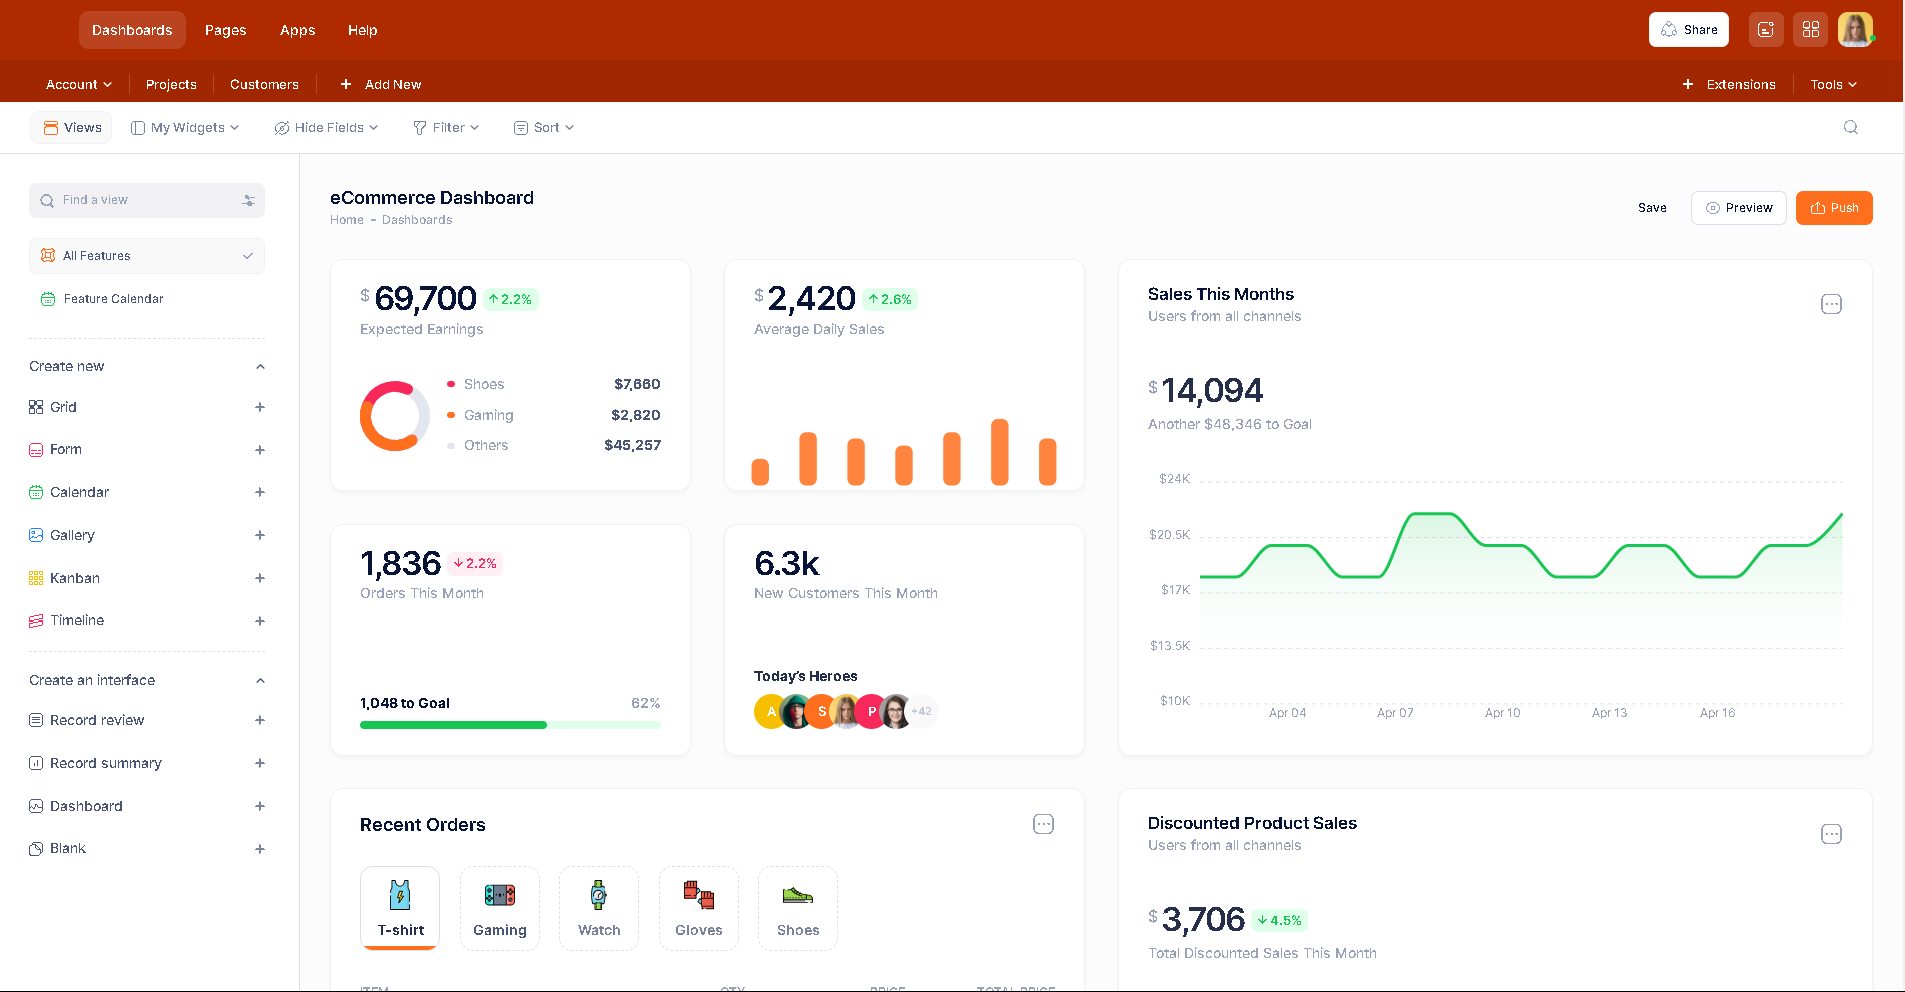 Dashboards Pages Apps Help Share
Account Projects Customers + Add New + Extensions Tools
Views My Widgets Hide Fields Filter Sort
Find a view
All Features
Feature Calendar
Create new
Grid
Form
Calendar
Gallery
Kanban
Timeline
Create an interface
Record review
Record summary
Dashboard
Blank
eCommerce Dashboard
Home - Dashboards
Save Preview Push
$ 69,700 ↑ 2.2%
Expected Earnings
Shoes $7,660
Gaming $2,820
Others $45,257
$ 2,420 ↑ 2.6%
Average Daily Sales
1,836 ↓ 2.2%
Orders This Month
1,048 to Goal 62%
6.3k
New Customers This Month
Today's Heroes
A S P +42
Sales This Months
Users from all channels
$ 14,094
Another $48,346 to Goal
$24K
$20.5K
$17K
$13.5K
$10K
Apr 04 Apr 07 Apr 10 Apr 13 Apr 16
Recent Orders
T-shirt Gaming Watch Gloves Shoes
ITEM QTY PRICE TOTAL PRICE
Discounted Product Sales
Users from all channels
$ 3,706 ↓ 4.5%
Total Discounted Sales This Month